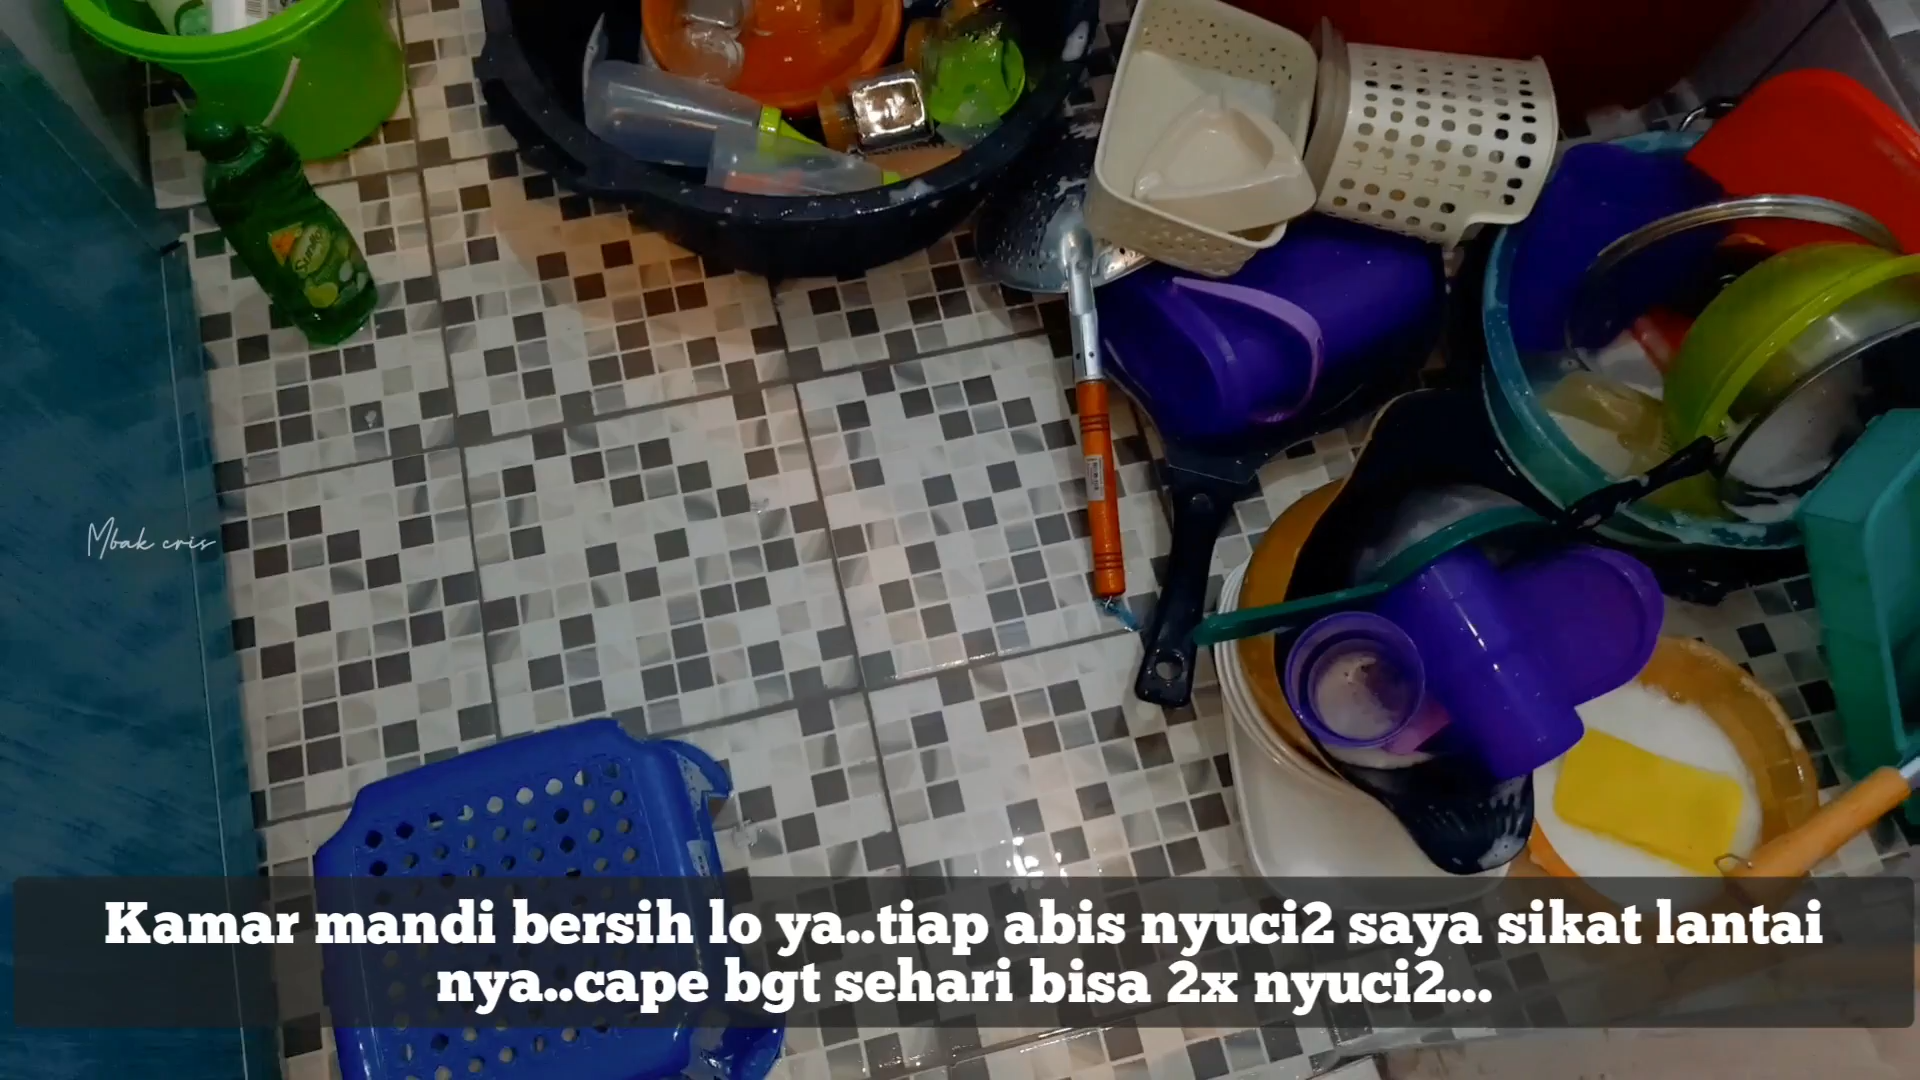 Sunlight
Mbak cris
Kamar mandi bersih lo ya..tiap abis nyuci2 saya sikat lantai
nya..cape bgt sehari bisa 2x nyuci2...